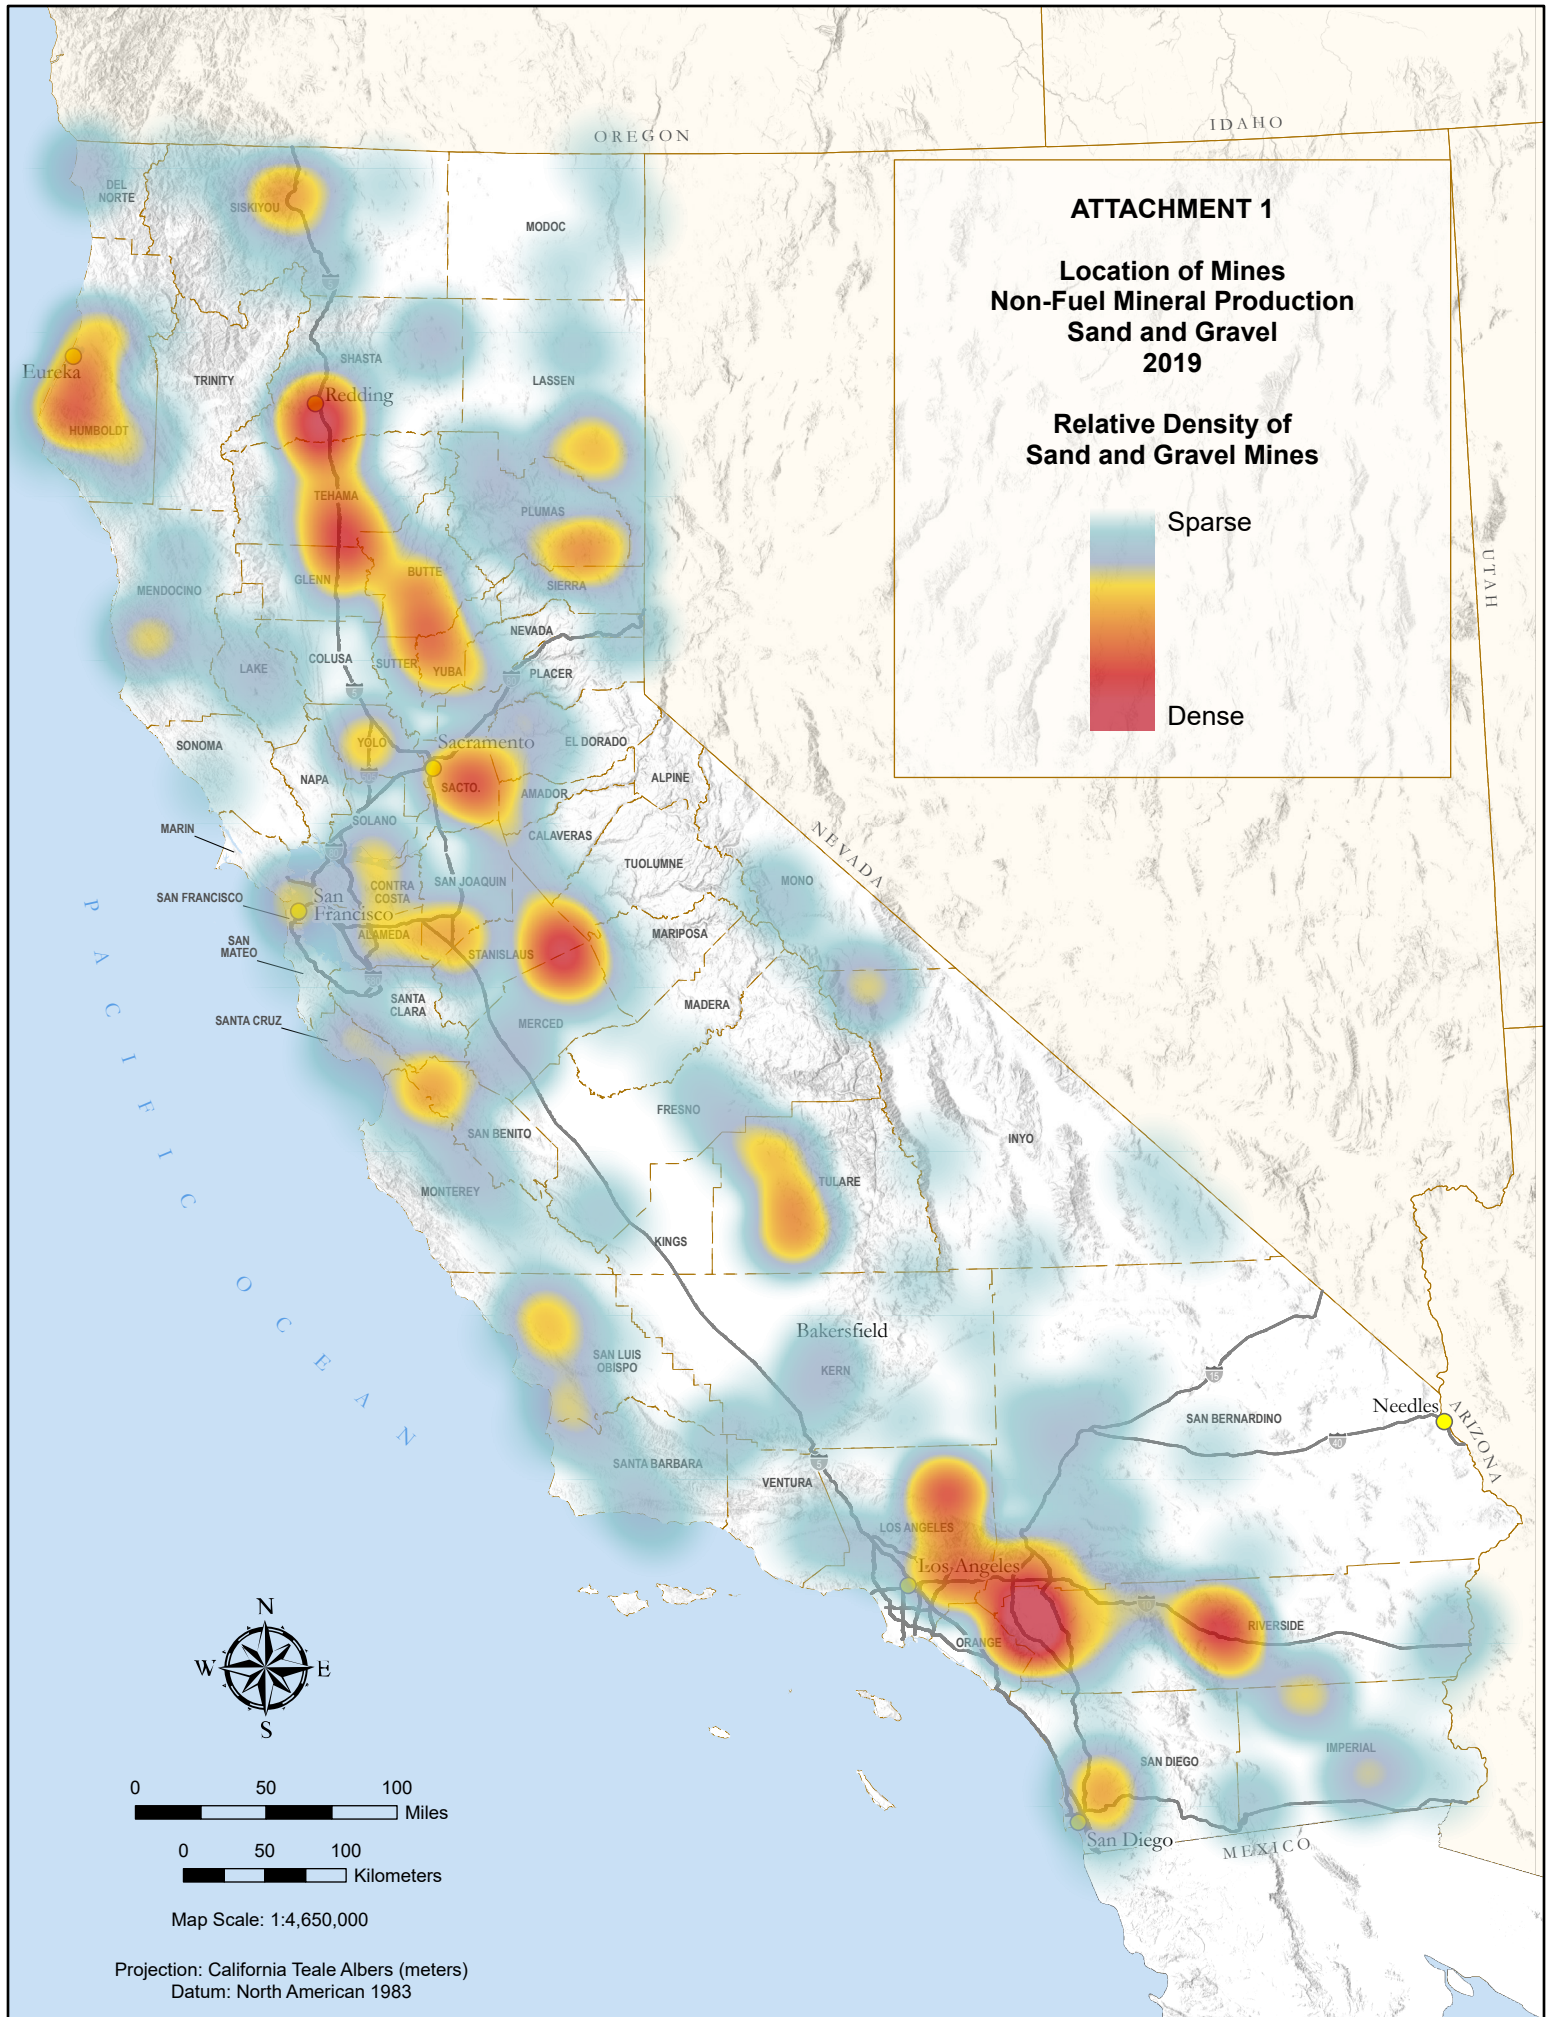 OREGON
IDAHO
DEL
NORTE
SISKIYOU
MODOC
ATTACHMENT 1
Location of Mines
Non-Fuel Mineral Production
Sand and Gravel
2019
Relative Density of
Sand and Gravel Mines
Sparse
Dense
UTAH
Eureka
HUMBOLDT
TRINITY
SHASTA
Redding
LASSEN
TEHAMA
PLUMAS
GLENN
BUTTE
SIERRA
MENDOCINO
LAKE
COLUSA
SUTTER
YUBA
NEVADA
PLACER
5
SONOMA
NAPA
YOLO
Sacramento
EL DORADO
SACTO.
AMADOR
ALPINE
MARIN
SOLANO
CALAVERAS
TUOLUMNE
NEVADA
MONO
SAN FRANCISCO
San
Francisco
CONTRA
COSTA
SAN JOAQUIN
ALAMEDA
STANISLAUS
MARIPOSA
SAN
MATEO
SANTA
CLARA
MADERA
SANTA CRUZ
MERCED
FRESNO
SAN BENITO
INYO
MONTEREY
TULARE
KINGS
PACIFIC OCEAN
Bakersfield
SAN LUIS
OBISPO
KERN
15
SAN BERNARDINO
Needles
40
ARIZONA
SANTA BARBARA
VENTURA
5
LOS ANGELES
Los Angeles
10
ORANGE
RIVERSIDE
SAN DIEGO
IMPERIAL
San Diego
MEXICO
N
W
E
S
0 50 100
Miles
0 50 100
Kilometers
Map Scale: 1:4,650,000
Projection: California Teale Albers (meters)
Datum: North American 1983